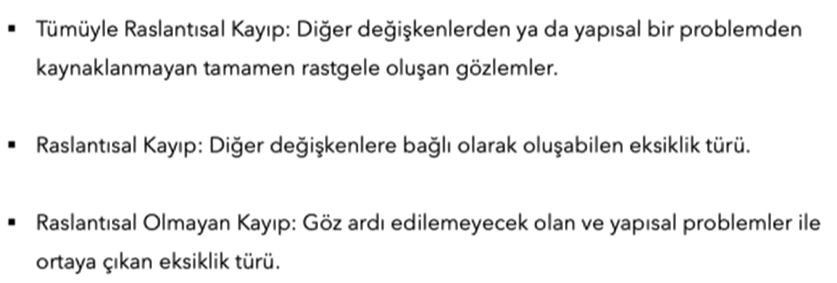 ▪ Tümüyle Raslantısal Kayıp: Diğer değişkenlerden ya da yapısal bir problemden
kaynaklanmayan tamamen rastgele oluşan gözlemler.
▪ Raslantısal Kayıp: Diğer değişkenlere bağlı olarak oluşabilen eksiklik türü.
▪ Raslantısal Olmayan Kayıp: Göz ardı edilemeyecek olan ve yapısal problemler ile
ortaya çıkan eksiklik türü.